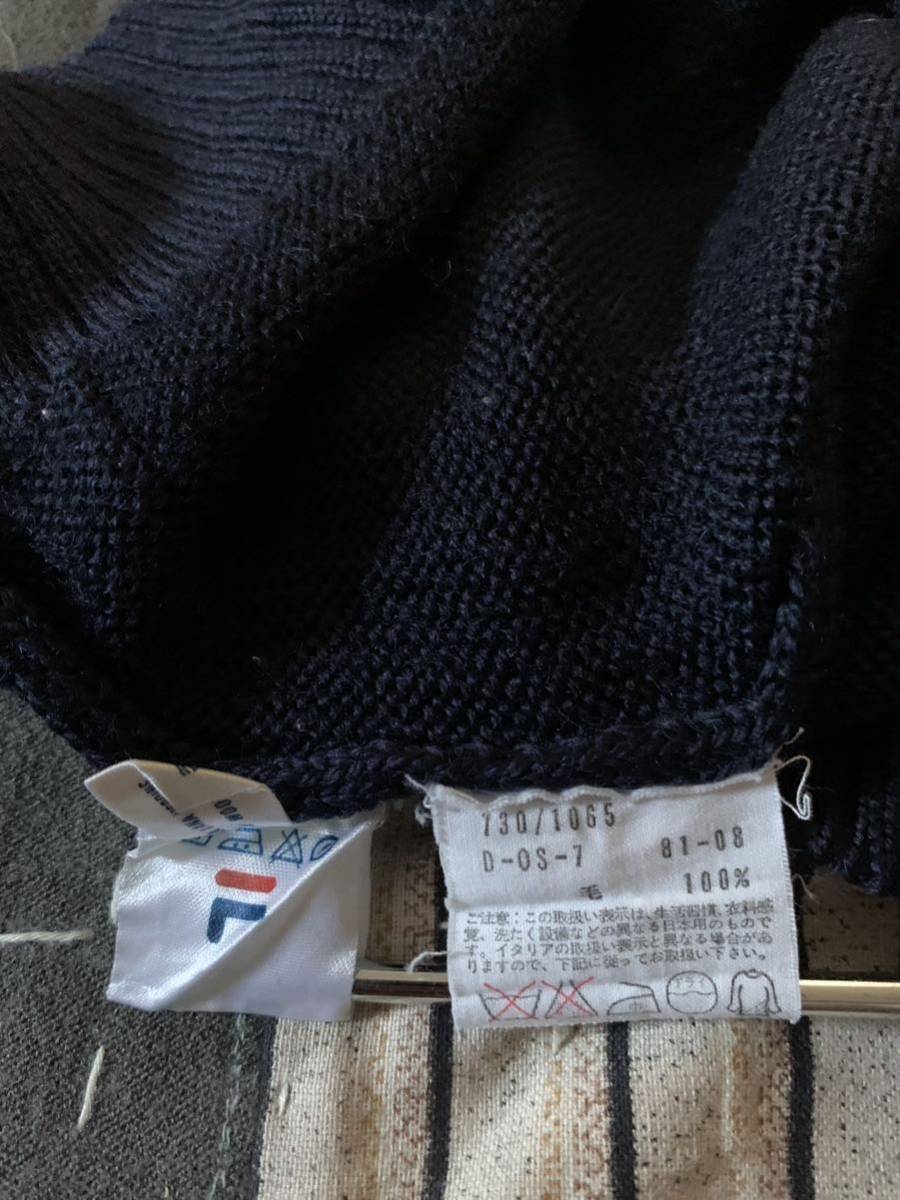 730/1065
D-OS-7 81-08
毛 100%
ご注意:この取扱い表示は、生活習慣、衣料感
覚、洗たく設備などの異なる日本用のもので
す。イタリアの取扱い表示と異なる場合があ
りますので、下記に従ってお取扱い下さい。
ドライ
IL